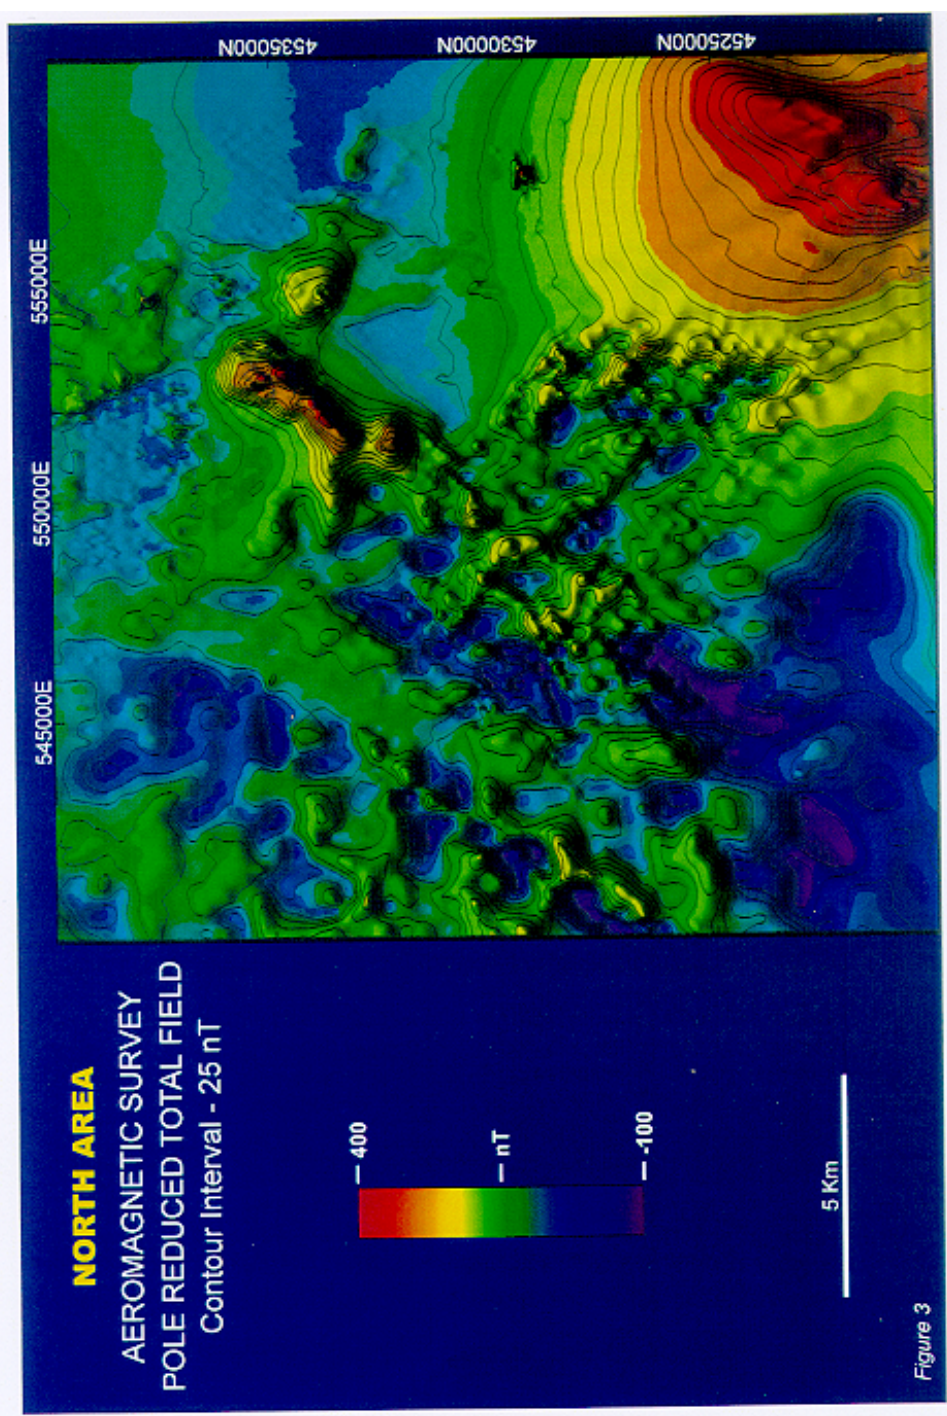 NORTH AREA
AEROMAGNETIC SURVEY
POLE REDUCED TOTAL FIELD
Contour Interval - 25 nT
400
nT
-100
5 Km
Figure 3
545000E
550000E
555000E
4535000N
4530000N
4525000N